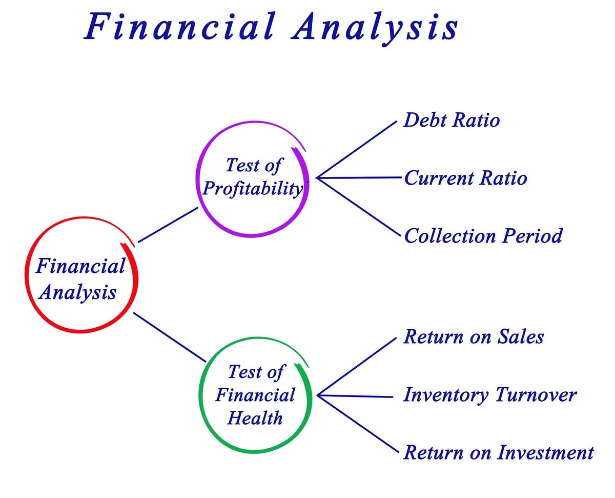 Financial Analysis
Test of
Profitability
Debt Ratio
Current Ratio
Collection Period
Financial
Analysis
Test of
Financial
Health
Return on Sales
Inventory Turnover
Return on Investment